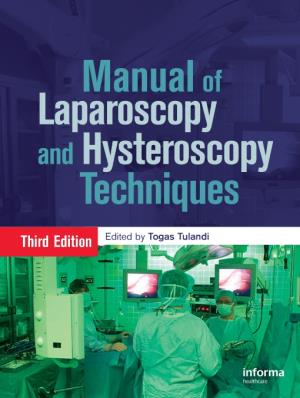 Manual of
Laparoscopy
and Hysteroscopy
Techniques
Third Edition
Edited by Togas Tulandi
informa
healthcare